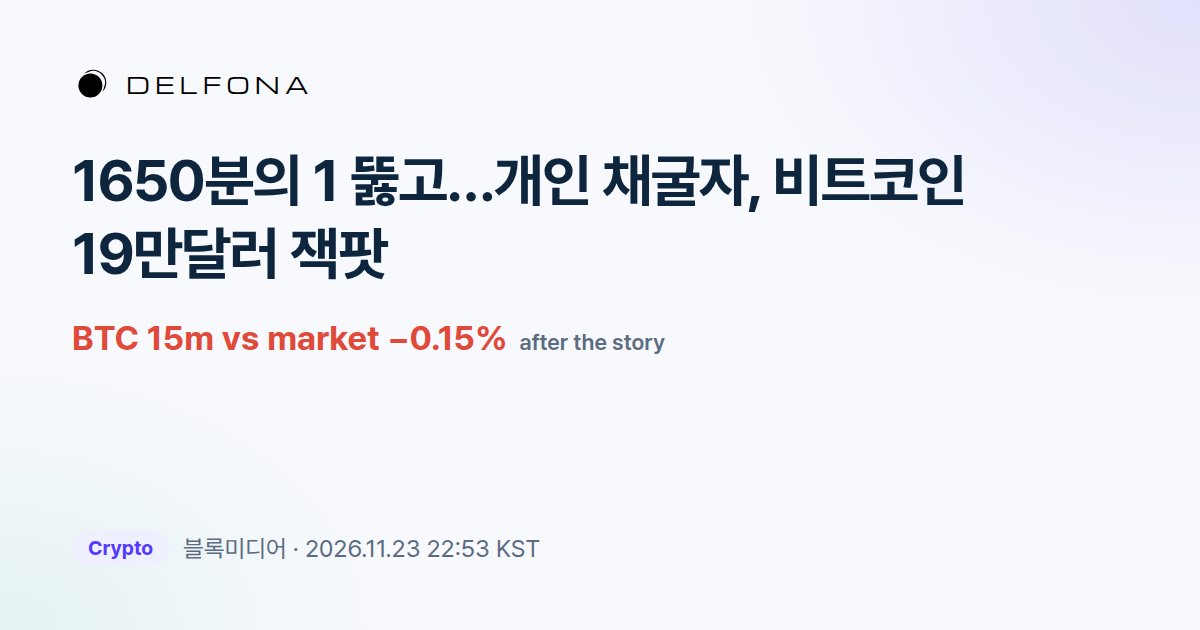 DELFONA
1650분의 1 뚫고...개인 채굴자, 비트코인
19만달러 잭팟
BTC 15m vs market −0.15% after the story
Crypto 블록미디어 · 2026.11.23 22:53 KST